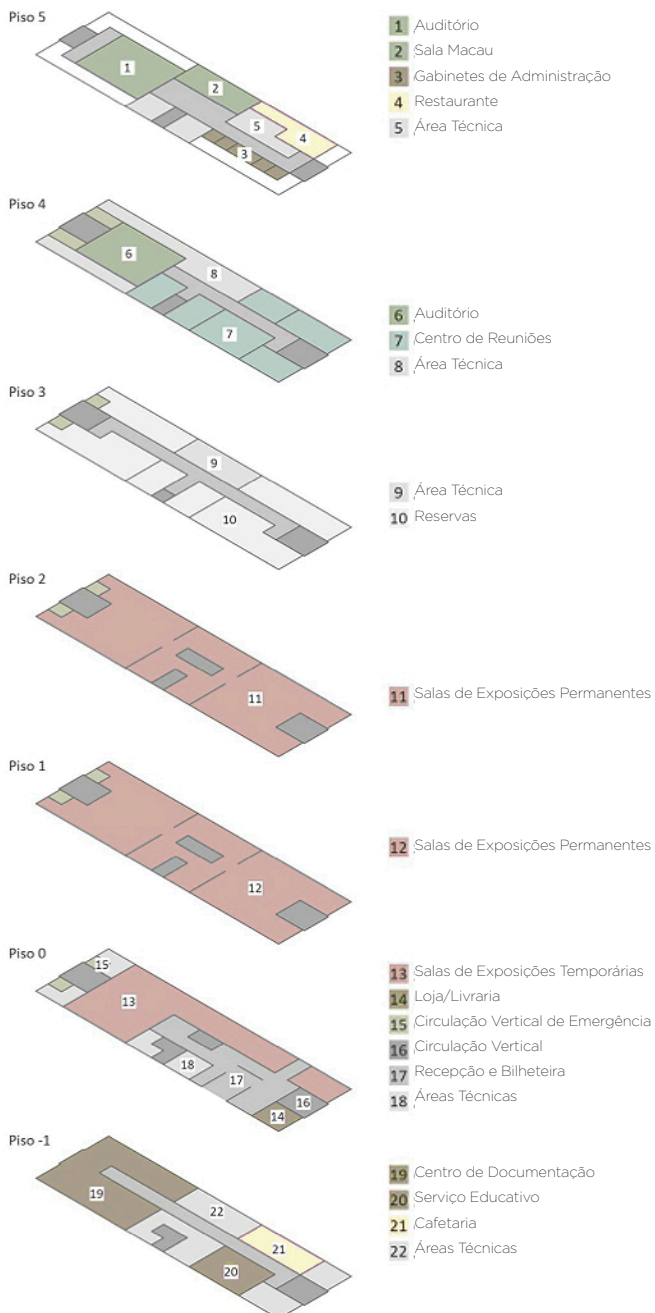 Piso 5
1
2
5
4
3
1 Auditório
2 Sala Macau
3 Gabinetes de Administração
4 Restaurante
5 Área Técnica
Piso 4
6
8
7
6 Auditório
7 Centro de Reuniões
8 Área Técnica
Piso 3
9
10
9 Área Técnica
10 Reservas
Piso 2
11
11 Salas de Exposições Permanentes
Piso 1
12
12 Salas de Exposições Permanentes
Piso 0
15
13
18
17
16
14
13 Salas de Exposições Temporárias
14 Loja/Livraria
15 Circulação Vertical de Emergência
16 Circulação Vertical
17 Recepção e Bilheteira
18 Áreas Técnicas
Piso -1
19
22
21
20
19 Centro de Documentação
20 Serviço Educativo
21 Cafetaria
22 Áreas Técnicas